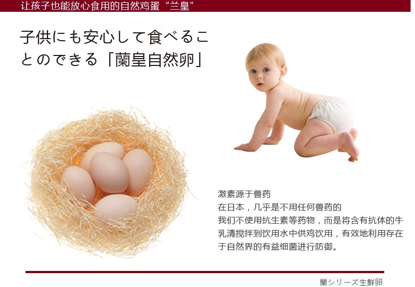 让孩子也能放心食用的自然鸡蛋“兰皇”
子供にも安心して食べるこ
とのできる「蘭皇自然卵」
激素源于兽药
在日本，几乎是不用任何兽药的
我们不使用抗生素等药物，而是将含有抗体的牛
乳清搅拌到饮用水中供鸡饮用，有效地利用存在
于自然界的有益细菌进行防御。
蘭シリーズ生鮮卵